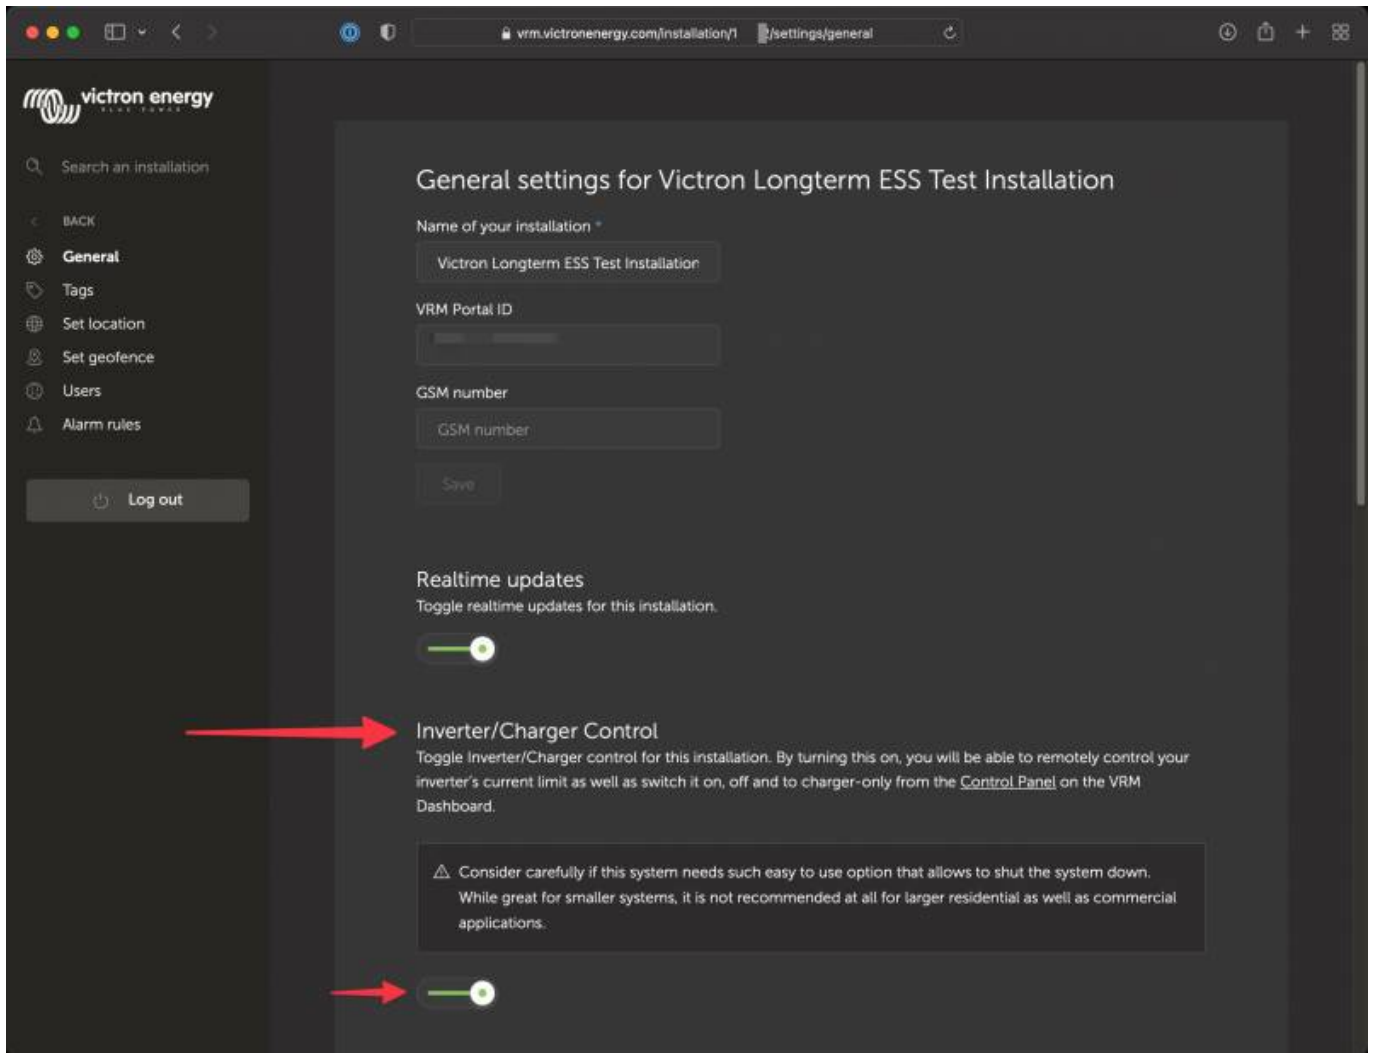 vrm.victronenergy.com/installation/1 /settings/general
victron energy
BLUE POWER
Search an installation
BACK
General
Tags
Set location
Set geofence
Users
Alarm rules
Log out
General settings for Victron Longterm ESS Test Installation
Name of your installation *
Victron Longterm ESS Test Installation
VRM Portal ID
GSM number
GSM number
Save
Realtime updates
Toggle realtime updates for this installation.
Inverter/Charger Control
Toggle Inverter/Charger control for this installation. By turning this on, you will be able to remotely control your
inverter's current limit as well as switch it on, off and to charger-only from the Control Panel on the VRM
Dashboard.
Consider carefully if this system needs such easy to use option that allows to shut the system down.
While great for smaller systems, it is not recommended at all for larger residential as well as commercial
applications.